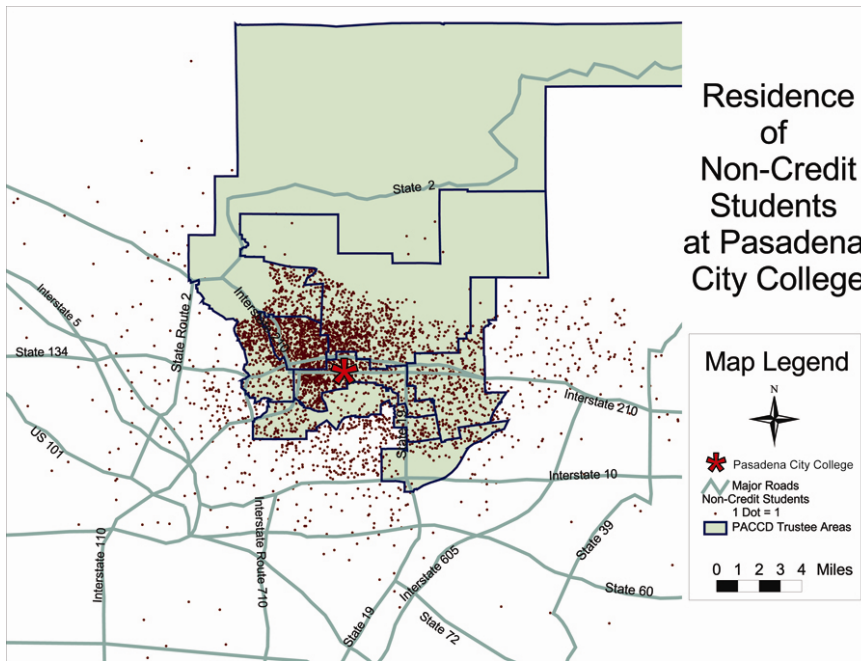 Residence
of
Non-Credit
Students
at Pasadena
City College
State 2
Interstate 5
State Route 2
State 134
US 101
Interstate 210
Interstate 10
Interstate 110
Interstate Route 710
Interstate 605
State 39
State 60
State 19
State 72
Map Legend
N
Pasadena City College
Major Roads
Non-Credit Students
1 Dot = 1
PACCD Trustee Areas
0 1 2 3 4 Miles